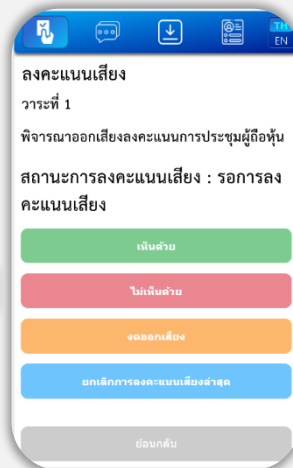 TH
EN
ลงคะแนนเสียง
วาระที่ 1
พิจารณาออกเสียงลงคะแนนการประชุมผู้ถือหุ้น
สถานะการลงคะแนนเสียง : รอการลง
คะแนนเสียง
เห็นด้วย
ไม่เห็นด้วย
งดออกเสียง
ยกเลิกการลงคะแนนเสียงล่าสุด
ย้อนกลับ